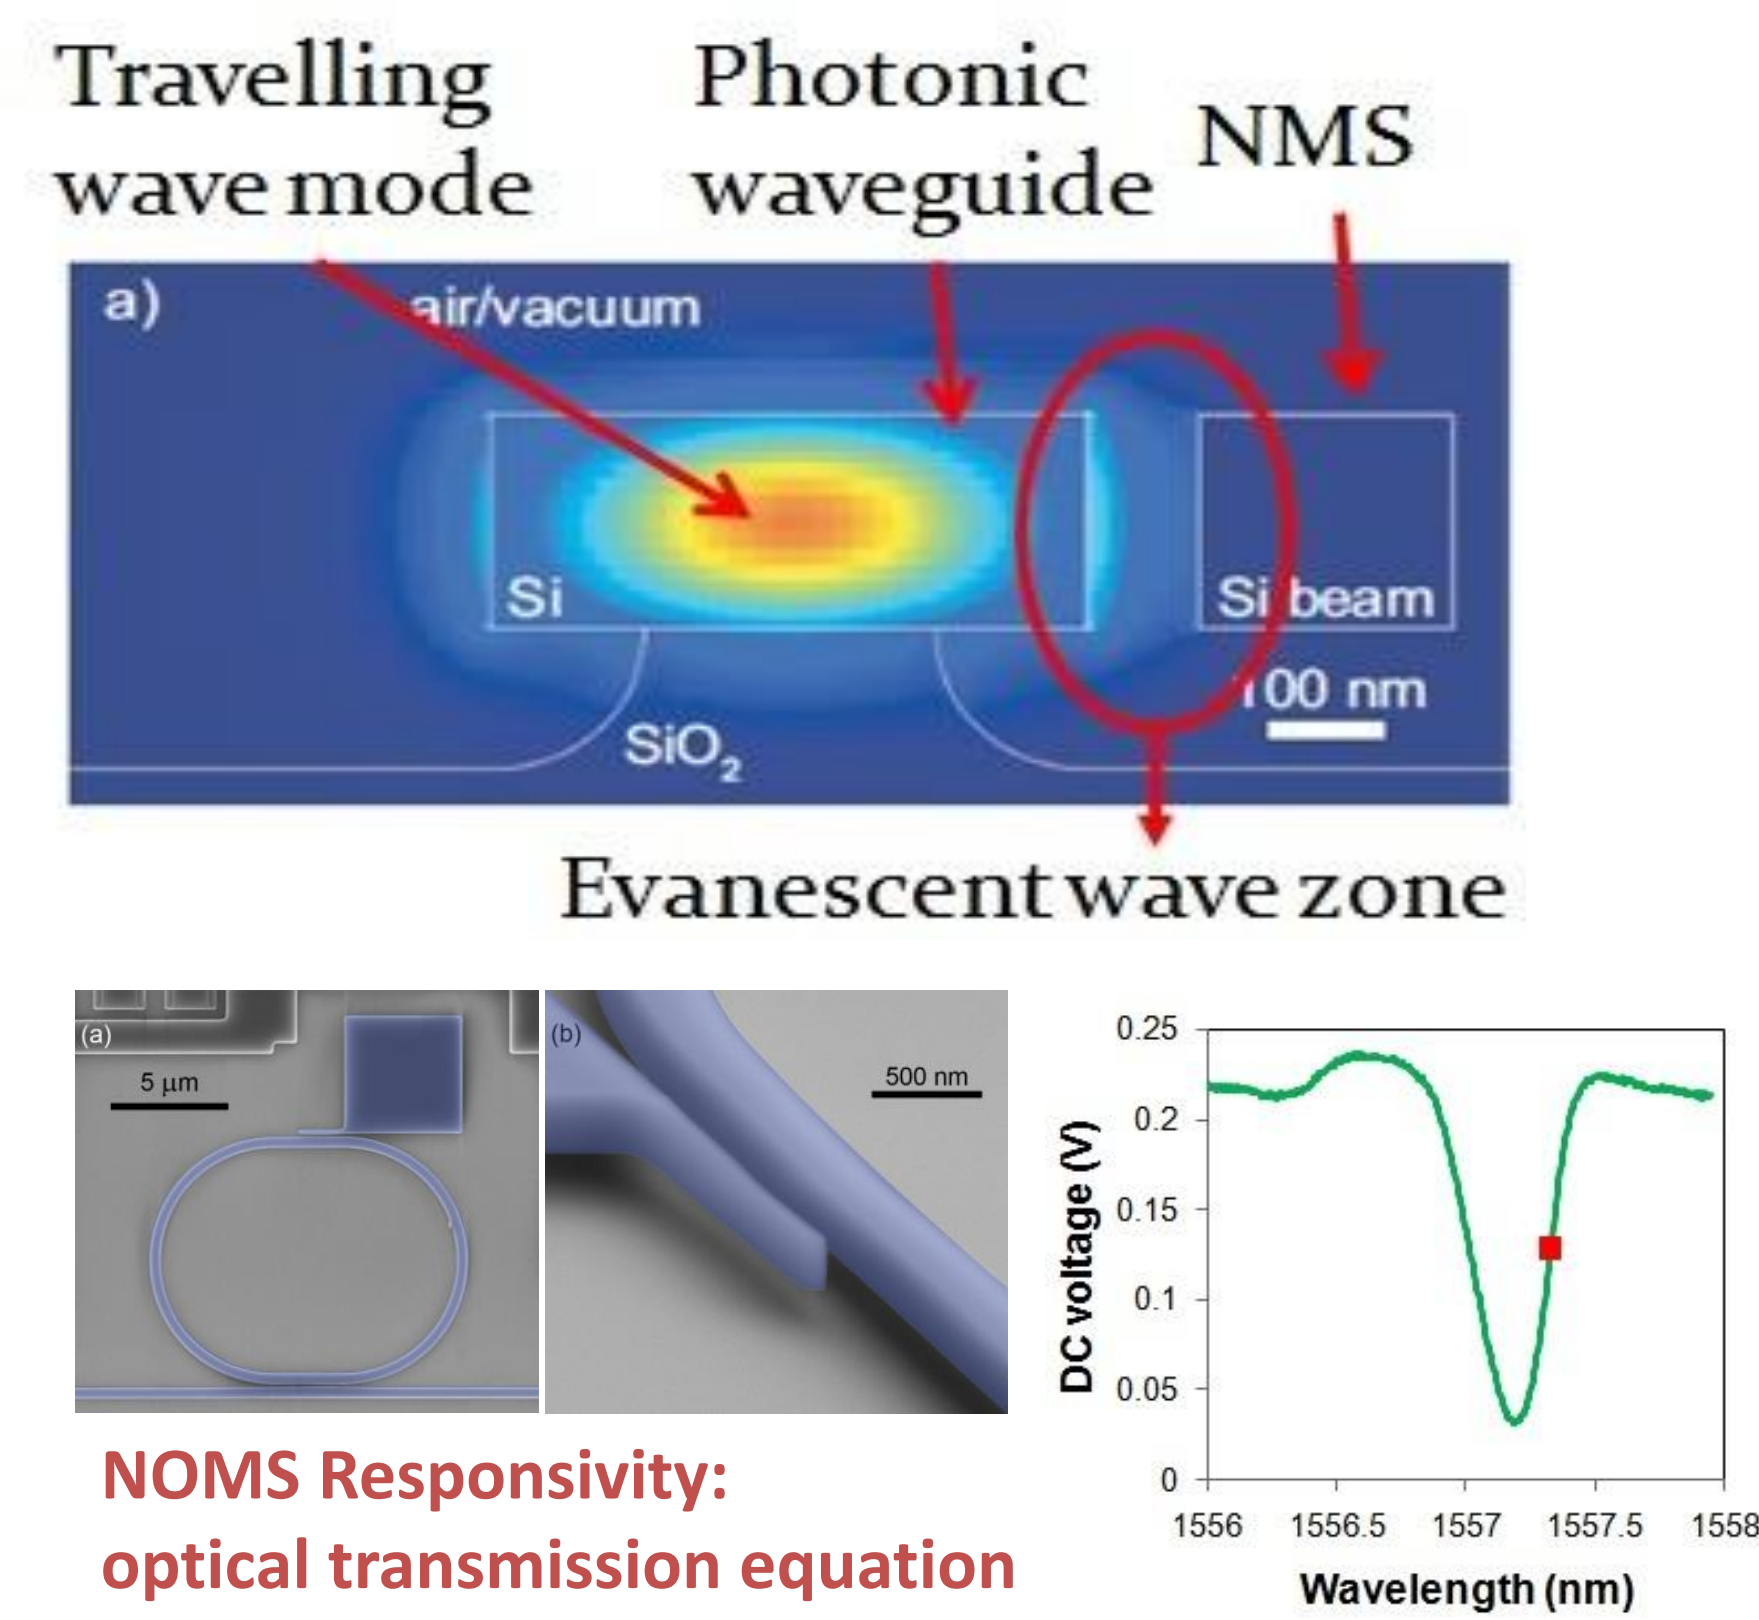 Travelling
wave mode
Photonic
waveguide
NMS
a)
air/vacuum
Si
Si beam
100 nm
SiO₂
Evanescent wave zone
(a)
5 μm
(b)
500 nm
0.25
0.2
0.15
0.1
0.05
0
DC voltage (V)
1556 1556.5 1557 1557.5 1558
Wavelength (nm)
NOMS Responsivity:
optical transmission equation